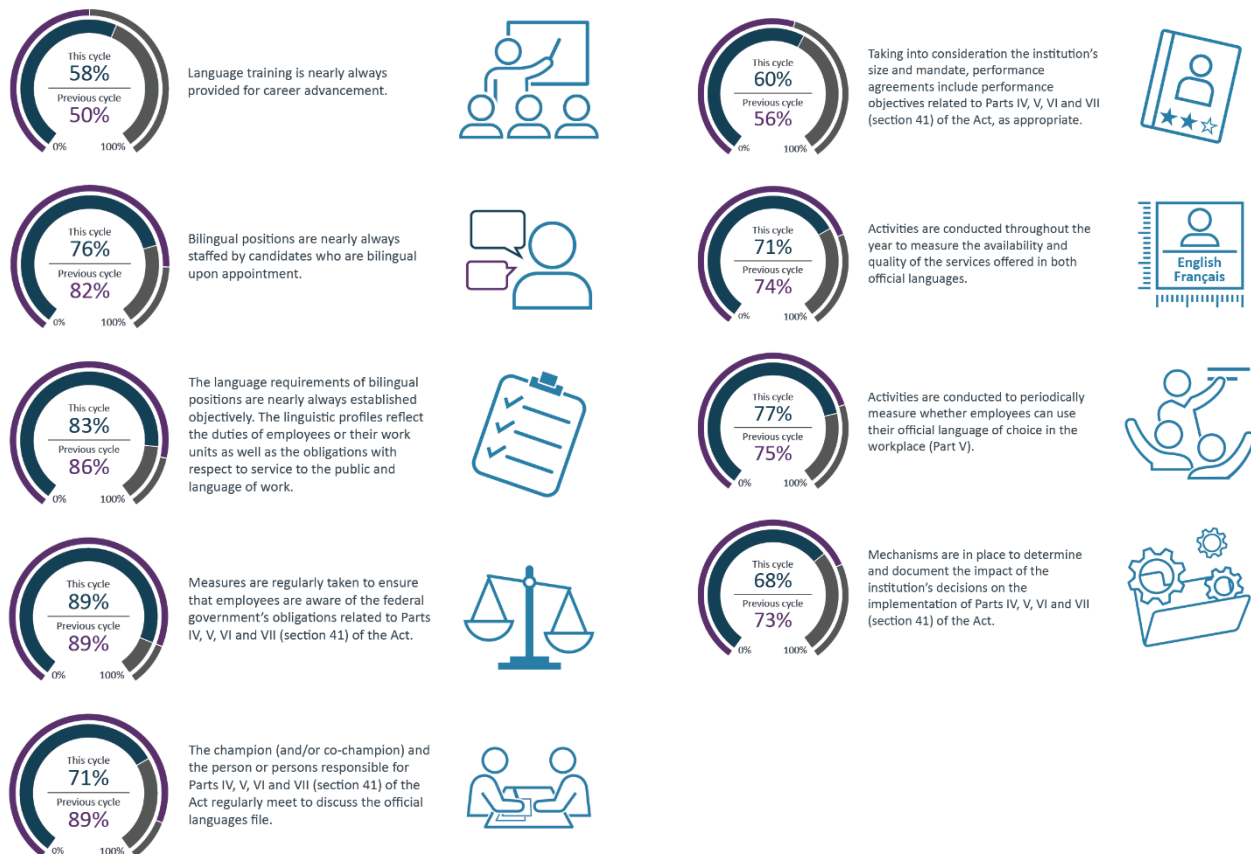 This cycle
58%
Previous cycle
50%
0%
100%
Language training is nearly always
provided for career advancement.
This cycle
76%
Previous cycle
82%
0%
100%
Bilingual positions are nearly always
staffed by candidates who are bilingual
upon appointment.
This cycle
83%
Previous cycle
86%
0%
100%
The language requirements of bilingual
positions are nearly always established
objectively. The linguistic profiles reflect
the duties of employees or their work
units as well as the obligations with
respect to service to the public and
language of work.
This cycle
89%
Previous cycle
89%
0%
100%
Measures are regularly taken to ensure
that employees are aware of the federal
government's obligations related to Parts
IV, V, VI and VII (section 41) of the Act.
This cycle
71%
Previous cycle
89%
0%
100%
The champion (and/or co-champion) and
the person or persons responsible for
Parts IV, V, VI and VII (section 41) of the
Act regularly meet to discuss the official
languages file.
This cycle
60%
Previous cycle
56%
0%
100%
Taking into consideration the institution's
size and mandate, performance
agreements include performance
objectives related to Parts IV, V, VI and VII
(section 41) of the Act, as appropriate.
This cycle
71%
Previous cycle
74%
0%
100%
Activities are conducted throughout the
year to measure the availability and
quality of the services offered in both
official languages.
English
Français
This cycle
77%
Previous cycle
75%
0%
100%
Activities are conducted to periodically
measure whether employees can use
their official language of choice in the
workplace (Part V).
This cycle
68%
Previous cycle
73%
0%
100%
Mechanisms are in place to determine
and document the impact of the
institution's decisions on the
implementation of Parts IV, V, VI and VII
(section 41) of the Act.